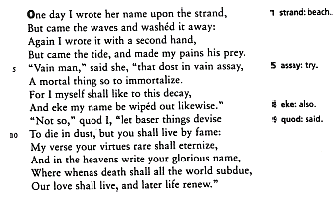 One day I wrote her name upon the strand,
But came the waves and washéd it away:
Again I wrote it with a second hand,
But came the tide, and made my pains his prey.
5 "Vain man," said she, "that dost in vain assay,
A mortal thing so to immortalize.
For I myself shall like to this decay,
And eke my name be wipéd out likewise."
"Not so," quod I, "let baser things devise
10 To die in dust, but you shall live by fame:
My verse your virtues rare shall eternize,
And in the heavens write your glorious name,
Where whenas death shall all the world subdue,
Our love shall live, and later life renew."
1 strand: beach.
5 assay: try.
8 eke: also.
9 quod: said.